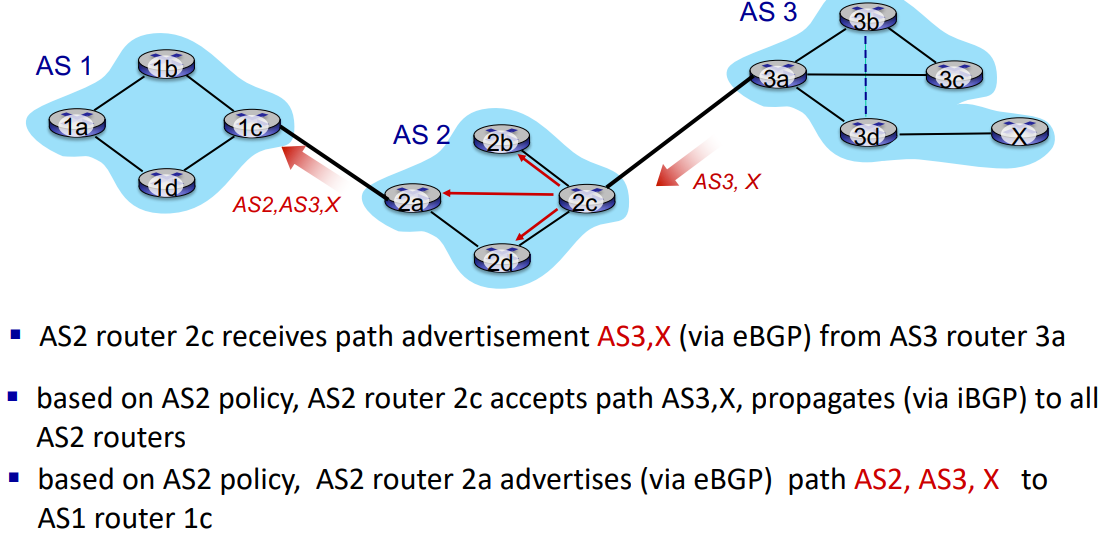 AS 3
3b
AS 1
1b
3a
3c
1a
1c
AS 2
2b
3d
X
1d
AS3, X
AS2,AS3,X
2a
2c
2d
▪ AS2 router 2c receives path advertisement AS3,X (via eBGP) from AS3 router 3a
▪ based on AS2 policy, AS2 router 2c accepts path AS3,X, propagates (via iBGP) to all
AS2 routers
▪ based on AS2 policy,  AS2 router 2a advertises (via eBGP)  path AS2, AS3, X  to
AS1 router 1c